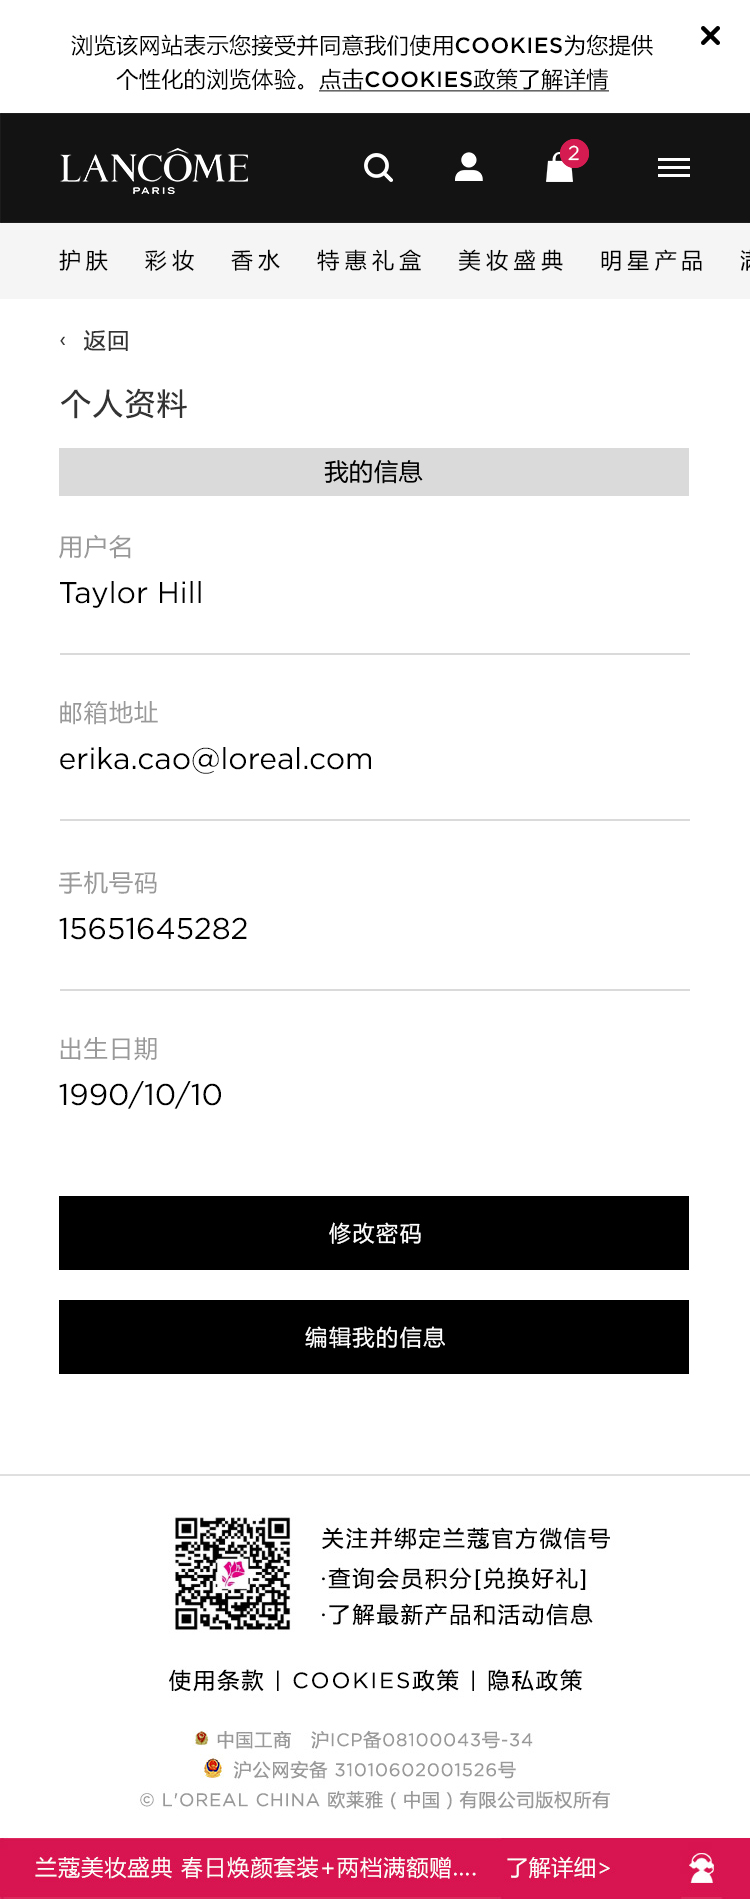 浏览该网站表示您接受并同意我们使用COOKIES为您提供
个性化的浏览体验。点击COOKIES政策了解详情
LANCÔME
PARIS
2
护肤 彩妆 香水 特惠礼盒 美妆盛典 明星产品
‹ 返回
个人资料
我的信息
用户名
Taylor Hill
邮箱地址
erika.cao@loreal.com
手机号码
15651645282
出生日期
1990/10/10
修改密码
编辑我的信息
关注并绑定兰蔻官方微信号
·查询会员积分[兑换好礼]
·了解最新产品和活动信息
使用条款 | COOKIES政策 | 隐私政策
中国工商 沪ICP备08100043号-34
沪公网安备 31010602001526号
© L'OREAL CHINA 欧莱雅 ( 中国 ) 有限公司版权所有
兰蔻美妆盛典 春日焕颜套装+两档满额赠.... 了解详细>